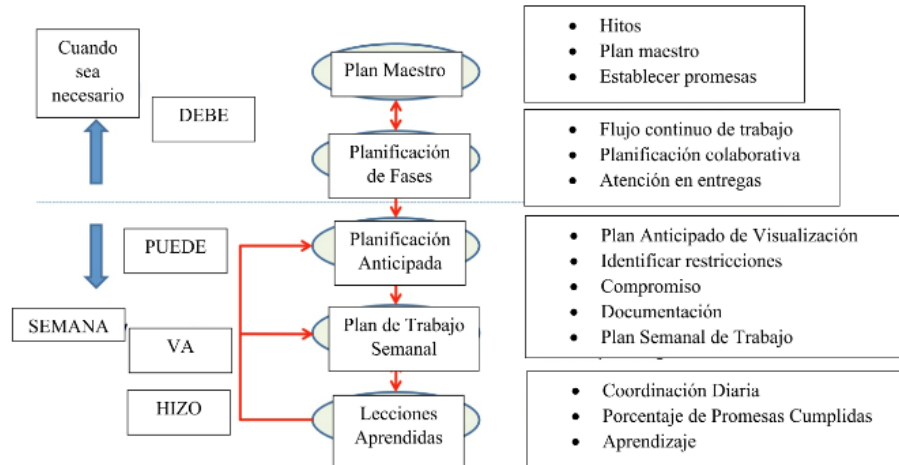 Cuando
sea
necesario
DEBE
Plan Maestro
• Hitos
• Plan maestro
• Establecer promesas
Planificación
de Fases
• Flujo continuo de trabajo
• Planificación colaborativa
• Atención en entregas
PUEDE
Planificación
Anticipada
• Plan Anticipado de Visualización
• Identificar restricciones
• Compromiso
• Documentación
• Plan Semanal de Trabajo
SEMANA
VA
Plan de Trabajo
Semanal
HIZO
Lecciones
Aprendidas
• Coordinación Diaria
• Porcentaje de Promesas Cumplidas
• Aprendizaje